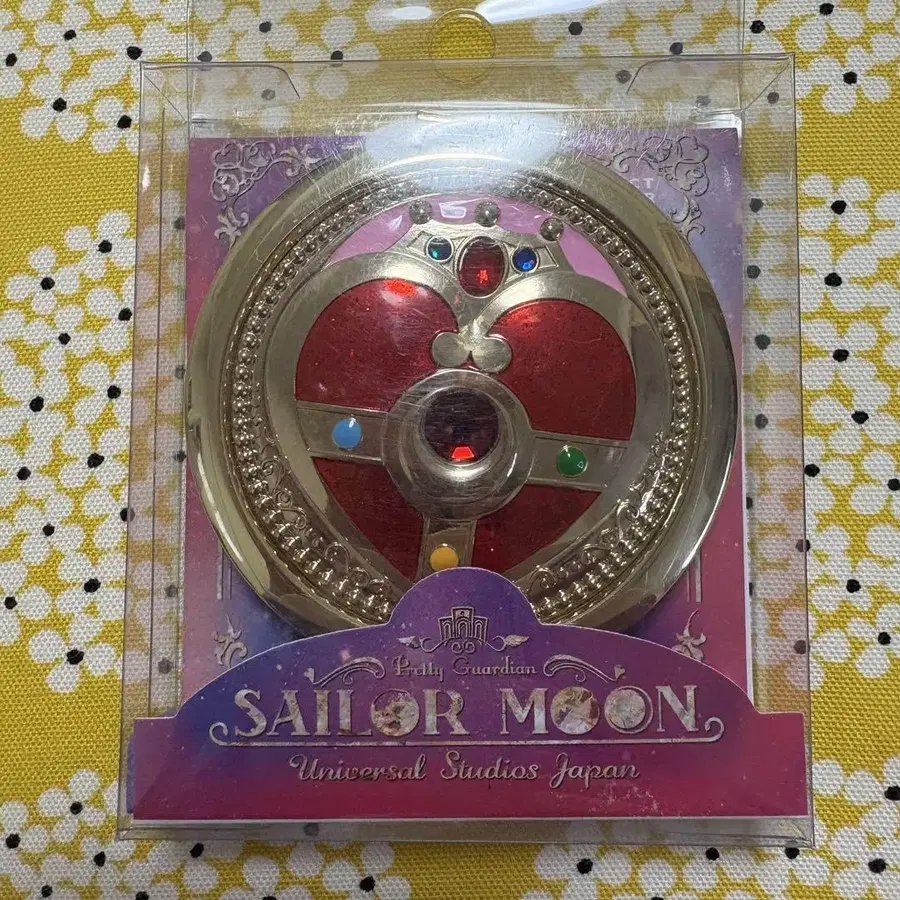 Pretty Guardian
SAILOR MOON
Universal Studios Japan